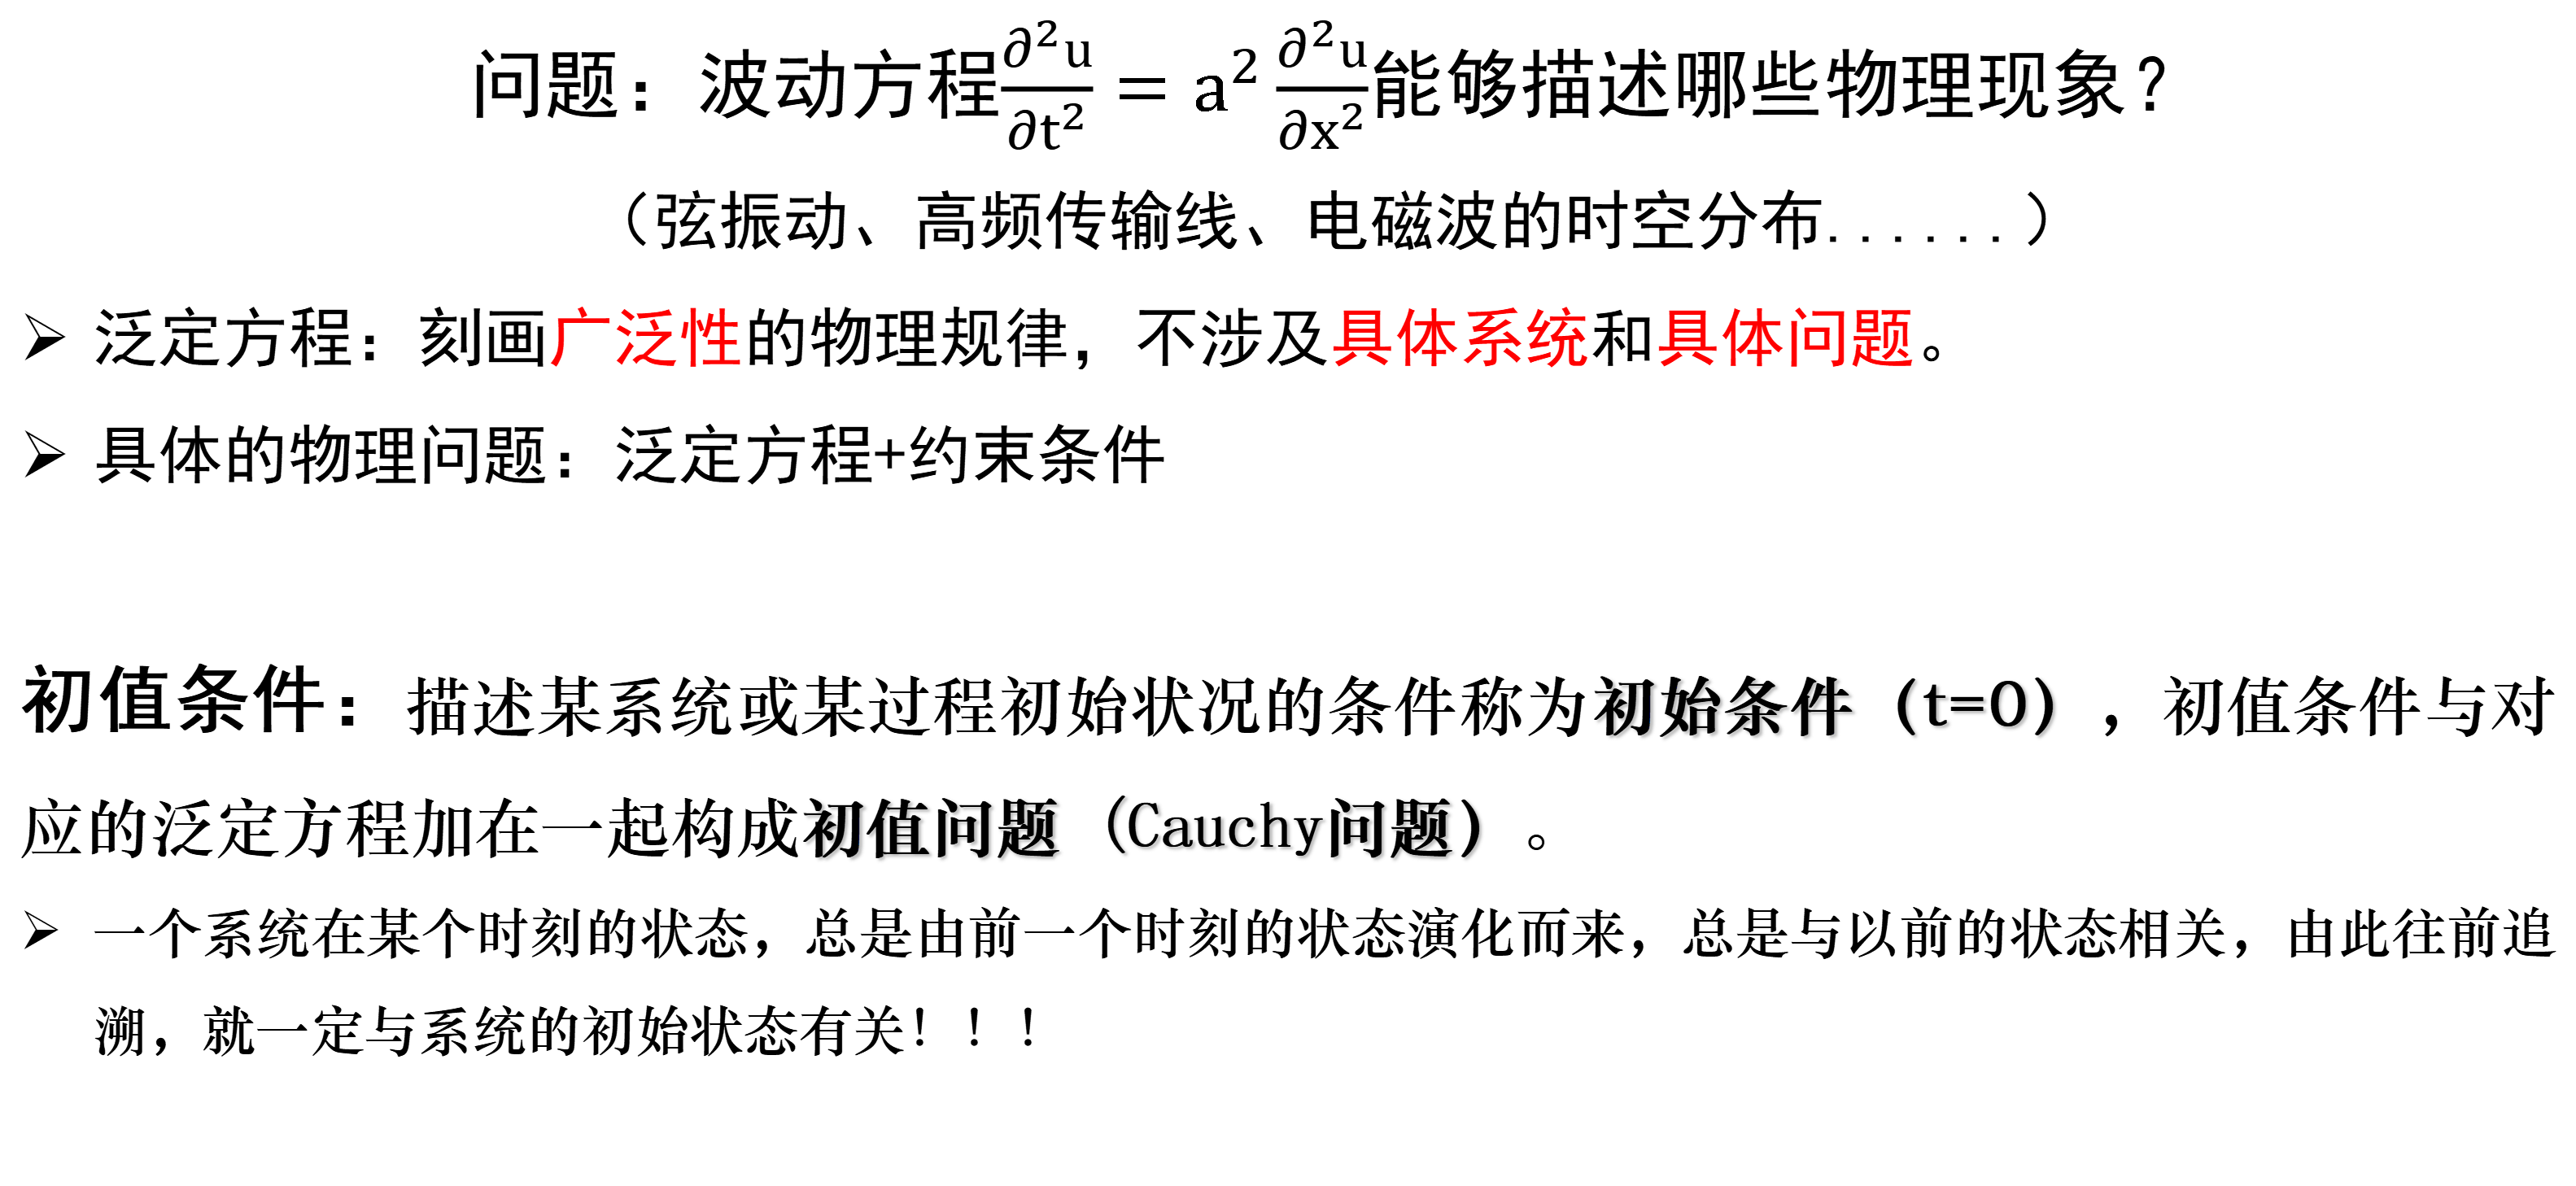 问题：波动方程∂²u/∂t² = a² ∂²u/∂x²能够描述哪些物理现象？
（弦振动、高频传输线、电磁波的时空分布......）
➢ 泛定方程：刻画广泛性的物理规律，不涉及具体系统和具体问题。
➢ 具体的物理问题：泛定方程+约束条件
初值条件：描述某系统或某过程初始状况的条件称为初始条件（t=0），初值条件与对
应的泛定方程加在一起构成初值问题（Cauchy问题）。
➢ 一个系统在某个时刻的状态，总是由前一个时刻的状态演化而来，总是与以前的状态相关，由此往前追
溯，就一定与系统的初始状态有关！！！